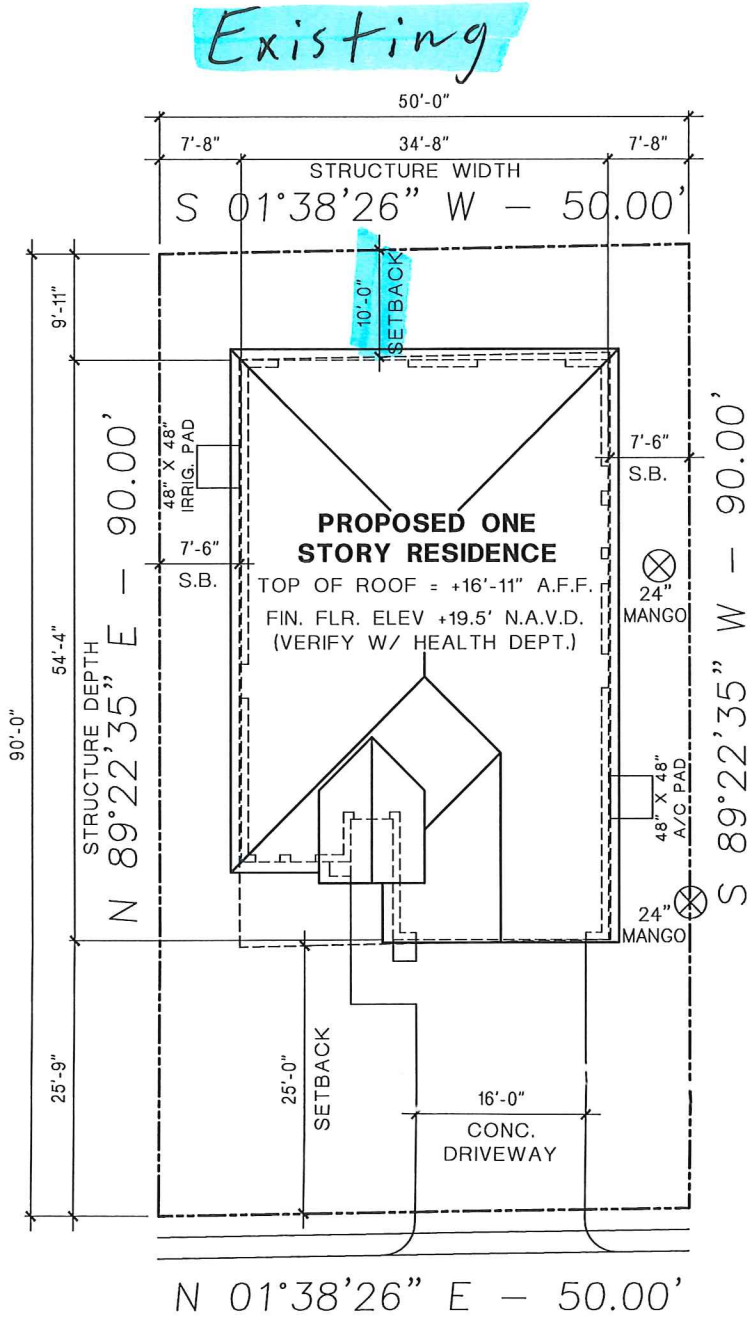 Existing
50'-0"
7'-8"
34'-8"
7'-8"
STRUCTURE WIDTH
S 01°38'26" W - 50.00'
9'-11"
10'-0"
SETBACK
48" X 48"
IRRIG. PAD
7'-6"
S.B.
7'-6"
S.B.
PROPOSED ONE
STORY RESIDENCE
TOP OF ROOF = +16'-11" A.F.F.
FIN. FLR. ELEV +19.5' N.A.V.D.
(VERIFY W/ HEALTH DEPT.)
24"
MANGO
90'-0"
54'-4"
STRUCTURE DEPTH
N 89°22'35" E - 90.00'
S 89°22'35" W - 90.00'
48" X 48"
A/C PAD
24"
MANGO
25'-9"
25'-0"
SETBACK
16'-0"
CONC.
DRIVEWAY
N 01°38'26" E - 50.00'